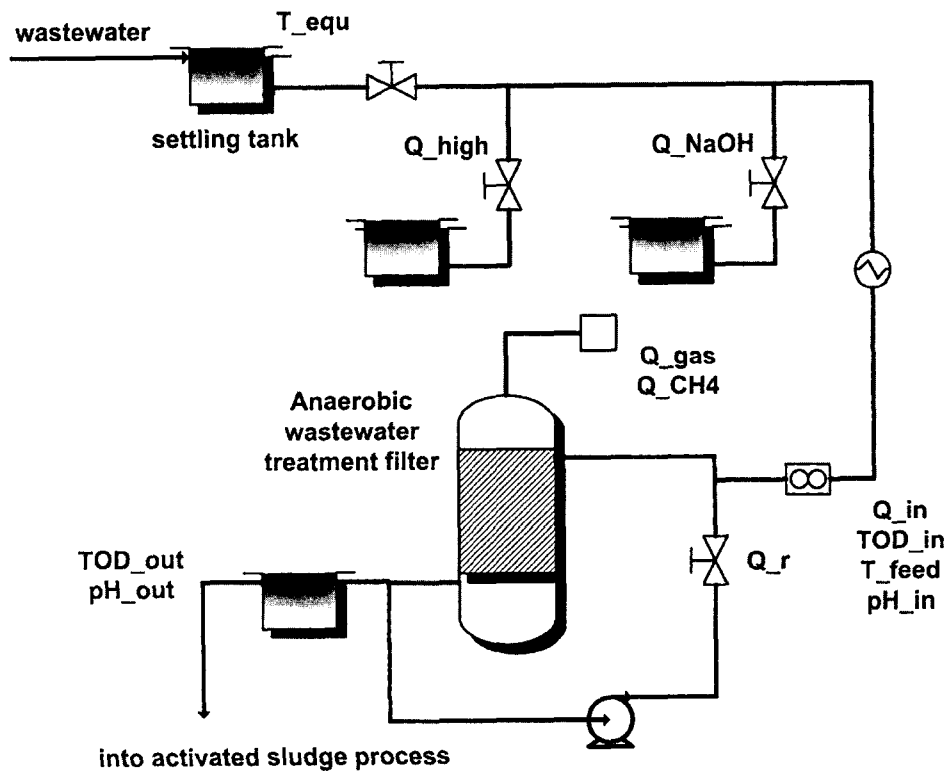 wastewater
T_equ
settling tank
Q_high
Q_NaOH
Q_gas
Q_CH4
Anaerobic
wastewater
treatment filter
Q_in
TOD_in
T_feed
pH_in
TOD_out
pH_out
Q_r
into activated sludge process